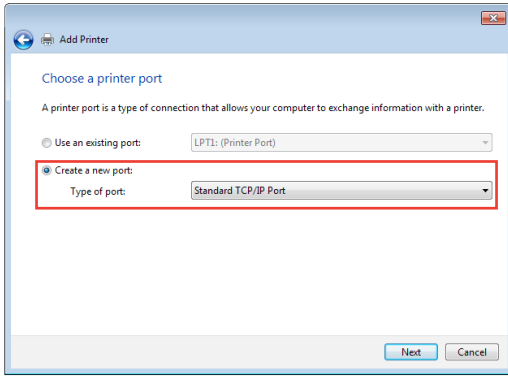 Add Printer
Choose a printer port
A printer port is a type of connection that allows your computer to exchange information with a printer.
Use an existing port: LPT1: (Printer Port)
Create a new port:
Type of port: Standard TCP/IP Port
Next Cancel